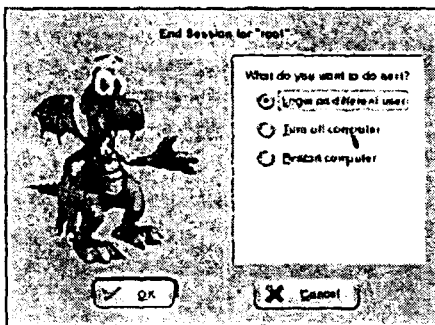 End Session for "root"
What do you want to do next?
Login as different user
Turn off computer
Restart computer
OK
Cancel